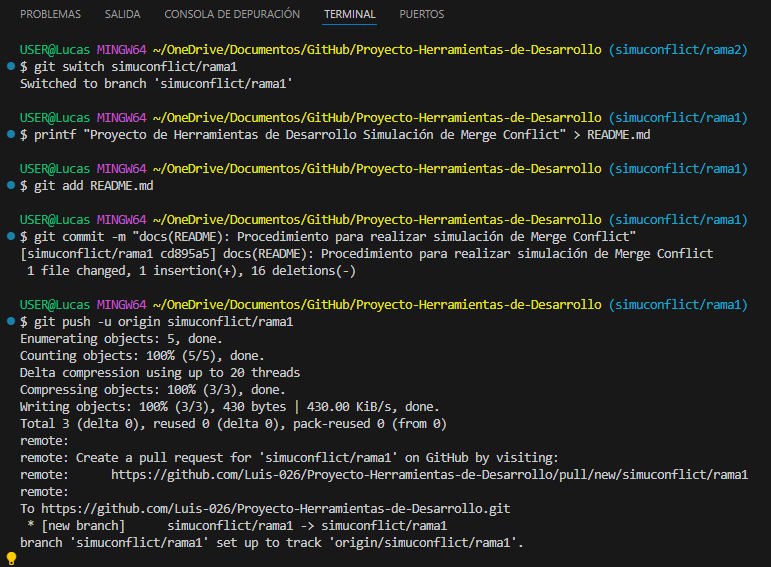 PROBLEMAS SALIDA CONSOLA DE DEPURACIÓN TERMINAL PUERTOS
USER@Lucas MINGW64 ~/OneDrive/Documentos/GitHub/Proyecto-Herramientas-de-Desarrollo (simuconflict/rama2)
$ git switch simuconflict/rama1
Switched to branch 'simuconflict/rama1'
USER@Lucas MINGW64 ~/OneDrive/Documentos/GitHub/Proyecto-Herramientas-de-Desarrollo (simuconflict/rama1)
$ printf "Proyecto de Herramientas de Desarrollo Simulación de Merge Conflict" > README.md
USER@Lucas MINGW64 ~/OneDrive/Documentos/GitHub/Proyecto-Herramientas-de-Desarrollo (simuconflict/rama1)
$ git add README.md
USER@Lucas MINGW64 ~/OneDrive/Documentos/GitHub/Proyecto-Herramientas-de-Desarrollo (simuconflict/rama1)
$ git commit -m "docs(README): Procedimiento para realizar simulación de Merge Conflict"
[simuconflict/rama1 cd895a5] docs(README): Procedimiento para realizar simulación de Merge Conflict
1 file changed, 1 insertion(+), 16 deletions(-)
USER@Lucas MINGW64 ~/OneDrive/Documentos/GitHub/Proyecto-Herramientas-de-Desarrollo (simuconflict/rama1)
$ git push -u origin simuconflict/rama1
Enumerating objects: 5, done.
Counting objects: 100% (5/5), done.
Delta compression using up to 20 threads
Compressing objects: 100% (3/3), done.
Writing objects: 100% (3/3), 430 bytes | 430.00 KiB/s, done.
Total 3 (delta 0), reused 0 (delta 0), pack-reused 0 (from 0)
remote:
remote: Create a pull request for 'simuconflict/rama1' on GitHub by visiting:
remote: https://github.com/Luis-026/Proyecto-Herramientas-de-Desarrollo/pull/new/simuconflict/rama1
remote:
To https://github.com/Luis-026/Proyecto-Herramientas-de-Desarrollo.git
* [new branch] simuconflict/rama1 -> simuconflict/rama1
branch 'simuconflict/rama1' set up to track 'origin/simuconflict/rama1'.